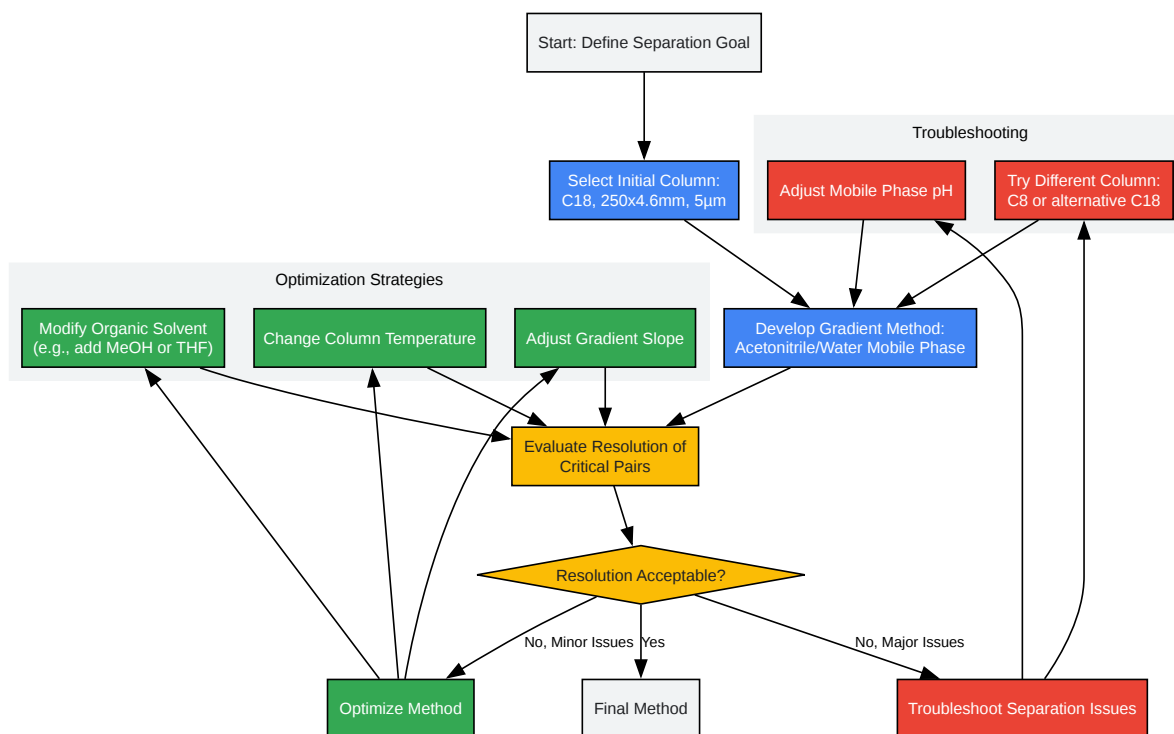 Start: Define Separation Goal
Troubleshooting
Select Initial Column:
C18, 250x4.6mm, 5µm
Adjust Mobile Phase pH
Try Different Column:
C8 or alternative C18
Optimization Strategies
Modify Organic Solvent
(e.g., add MeOH or THF)
Change Column Temperature
Adjust Gradient Slope
Develop Gradient Method:
Acetonitrile/Water Mobile Phase
Evaluate Resolution of
Critical Pairs
Resolution Acceptable?
No, Minor Issues
Yes
No, Major Issues
Optimize Method
Final Method
Troubleshoot Separation Issues